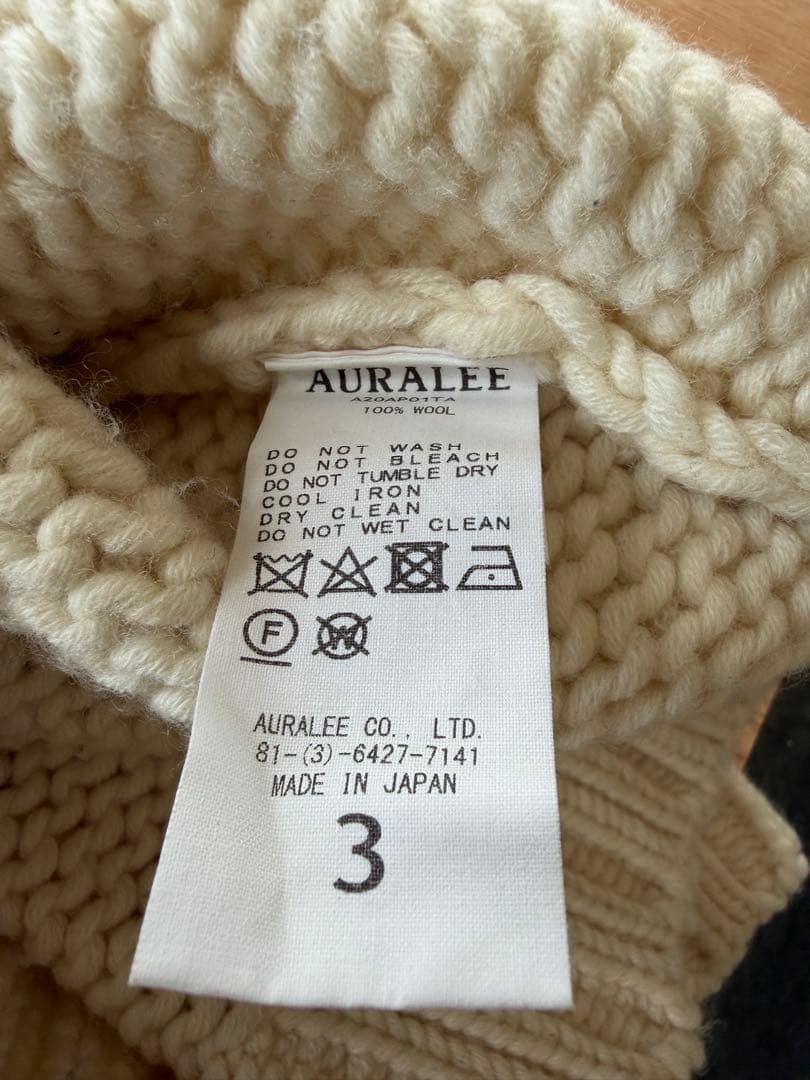 AURALEE
A20AP01TA
100% WOOL
DO NOT WASH
DO NOT BLEACH
DO NOT TUMBLE DRY
COOL IRON
DRY CLEAN
DO NOT WET CLEAN
F W
AURALEE CO., LTD.
81-(3)-6427-7141
MADE IN JAPAN
3